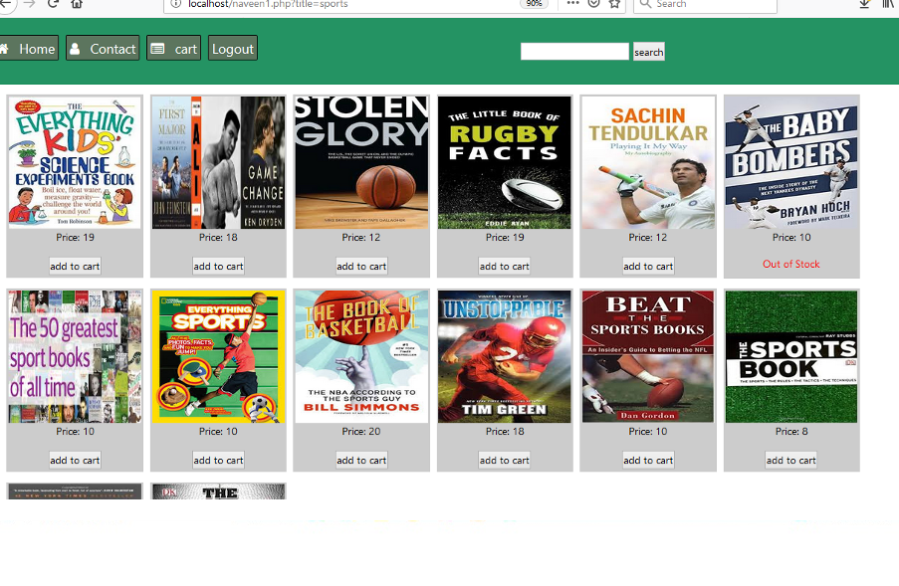 localhost/naveen1.php?title=sports
90%
Search
Home
Contact
cart
Logout
search
THE
EVERYTHING
KIDS'
SCIENCE
EXPERIMENTS BOOK
Boil ice, float water,
measure gravity—
challenge the world
around you!
Tom Robinson
Price: 19
add to cart
FIRST
MAJOR
JOHN FEINSTEIN
ALI
GAME
CHANGE
KEN DRYDEN
Price: 18
add to cart
STOLEN
GLORY
Price: 12
add to cart
THE LITTLE BOOK OF
RUGBY
FACTS
EDDIE RYAN
Price: 19
add to cart
SACHIN
TENDULKAR
Playing It My Way
My Autobiography
Price: 12
add to cart
THE BABY
BOMBERS
THE INSIDE STORY OF THE
NEXT YANKEES DYNASTY
BRYAN HOCH
FOREWORD BY MARK TEIXEIRA
Price: 10
Out of Stock
The 50 greatest
sport books
of all time
Price: 10
add to cart
EVERYTHING
SPORTS
PHOTOS, FACTS,
Price: 10
add to cart
THE BOOK OF
BASKETBALL
THE NBA ACCORDING TO
THE SPORTS GUY
BILL SIMMONS
Price: 20
add to cart
UNSTOPPABLE
TIM GREEN
Price: 18
add to cart
BEAT
THE
SPORTS BOOKS
An Insider's Guide to Betting the NFL
Dan Gordon
Price: 10
add to cart
RAY STUBBS
THE SPORTS
BOOK
DK
THE SPORTS • THE RULES • THE TACTICS • THE TECHNIQUES
Price: 8
add to cart
DK
THE